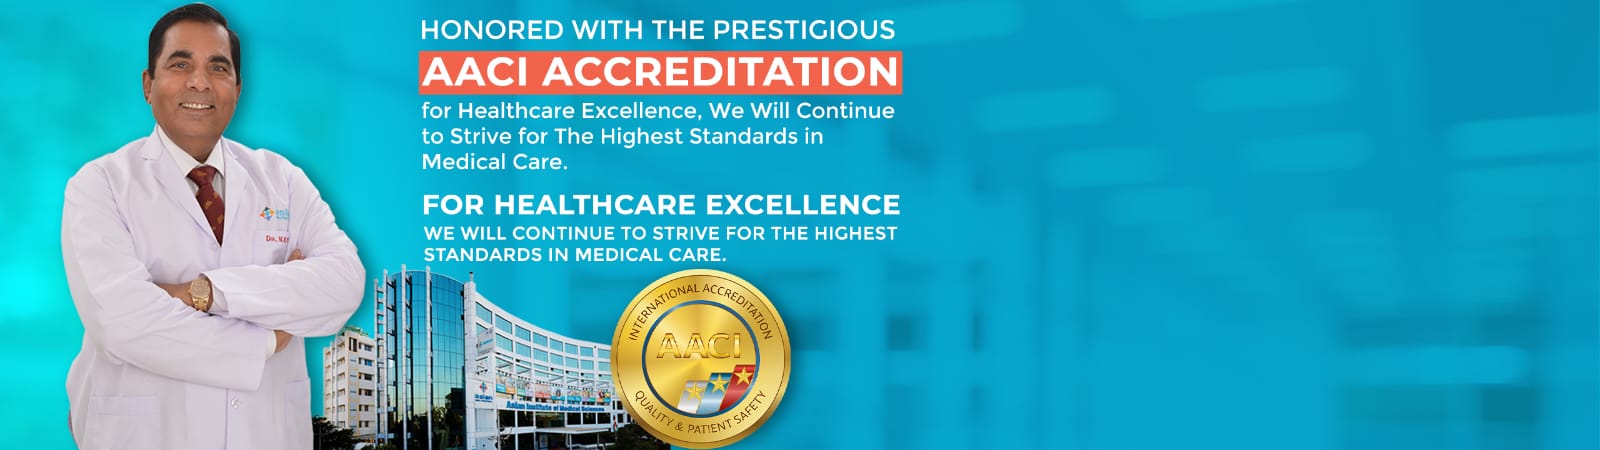 HONORED WITH THE PRESTIGIOUS
AACI ACCREDITATION
for Healthcare Excellence, We Will Continue
to Strive for The Highest Standards in
Medical Care.
FOR HEALTHCARE EXCELLENCE
WE WILL CONTINUE TO STRIVE FOR THE HIGHEST
STANDARDS IN MEDICAL CARE.
INTERNATIONAL ACCREDITATION
AACI
QUALITY & PATIENT SAFETY
Asian Institute of Medical Sciences